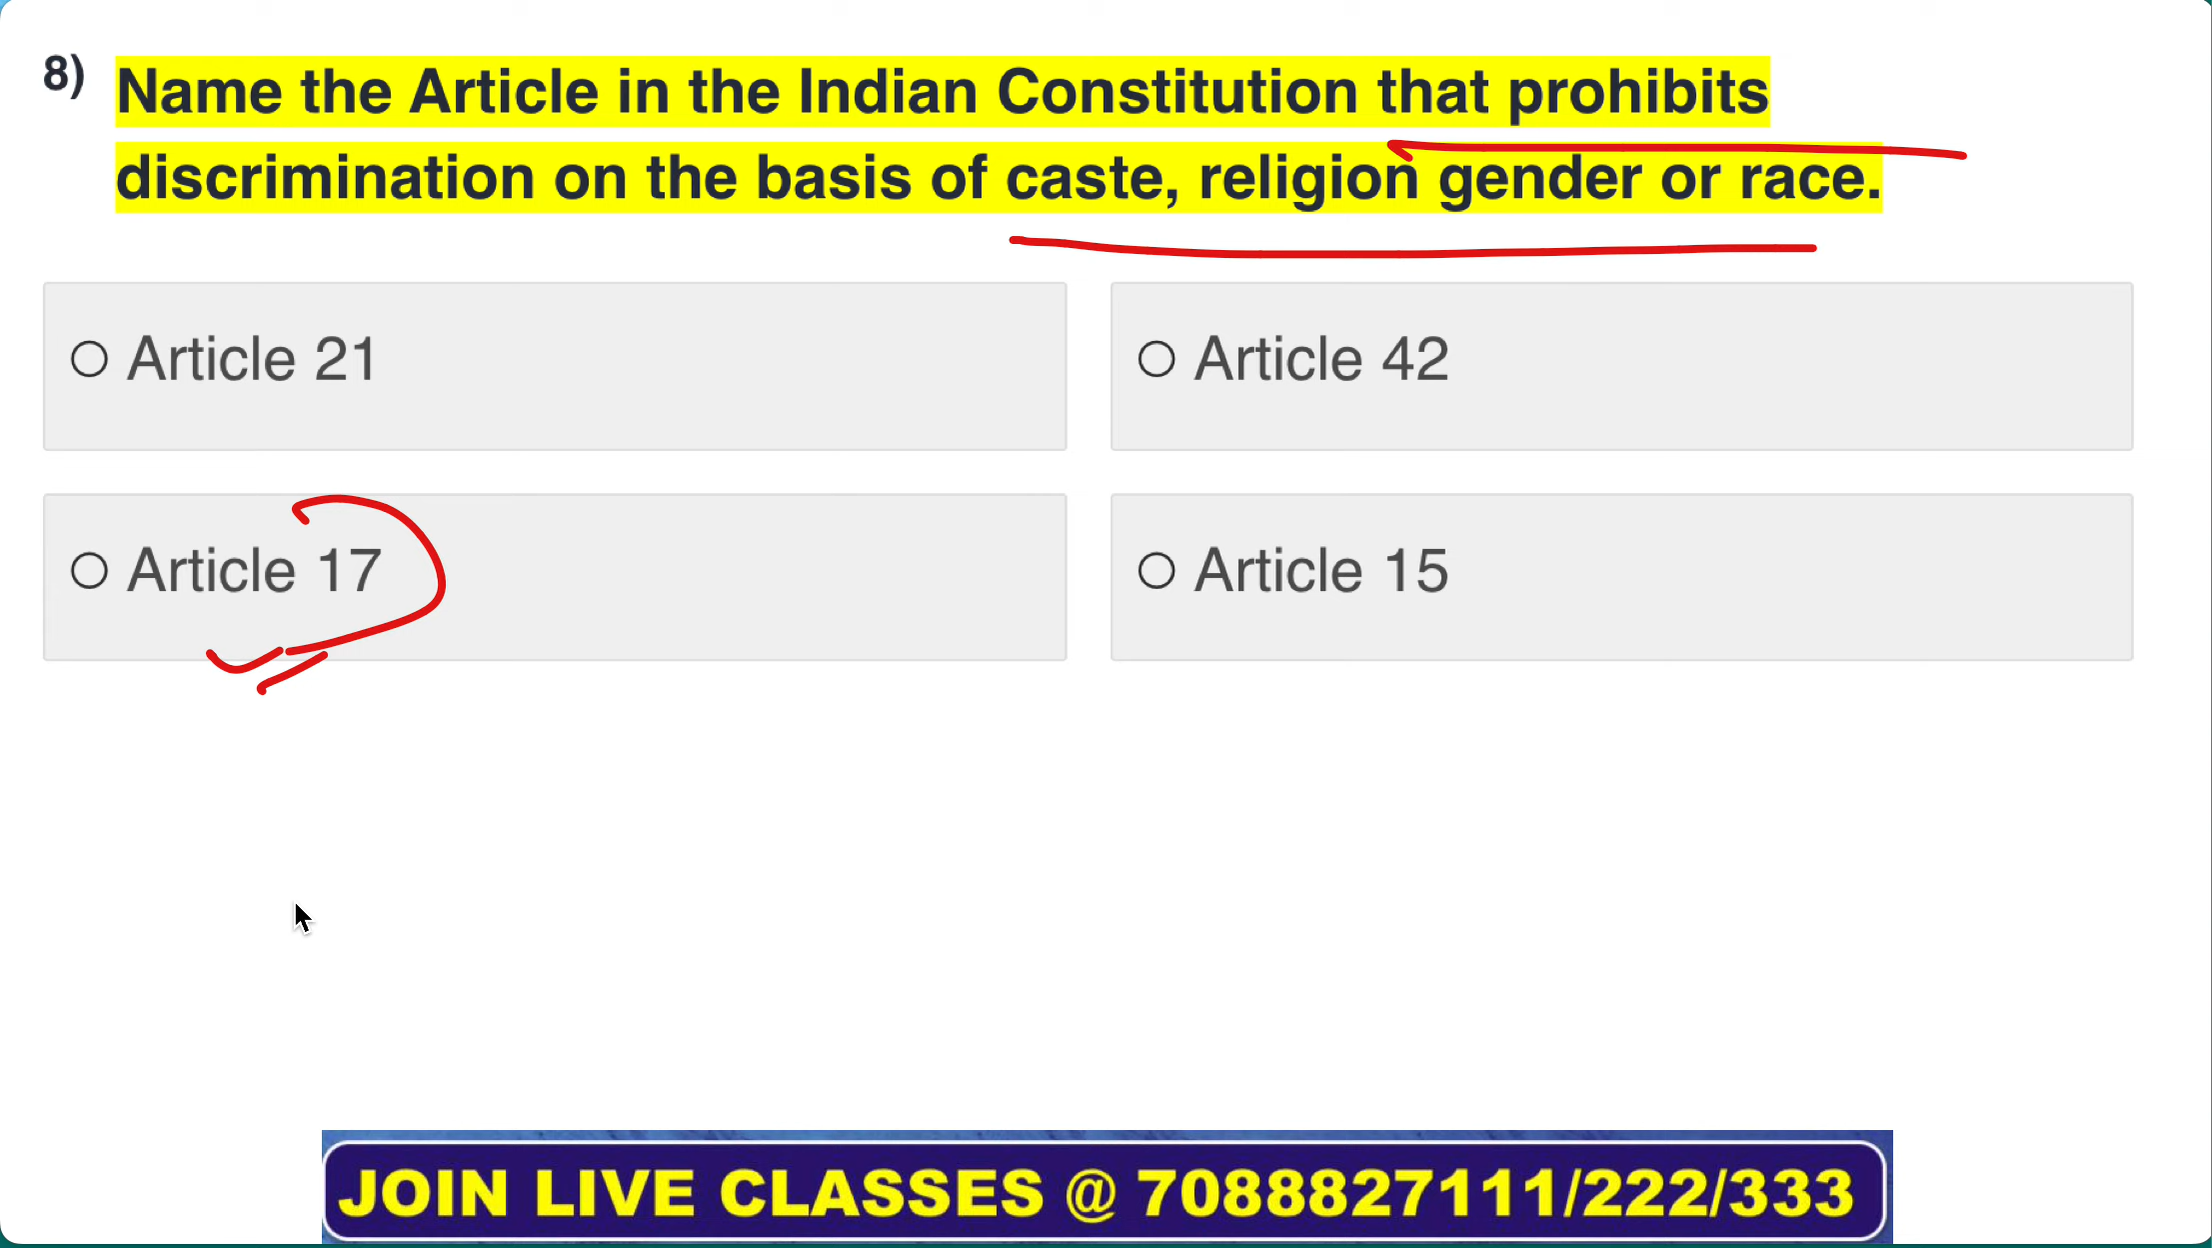 8) Name the Article in the Indian Constitution that prohibits
discrimination on the basis of caste, religion gender or race.
Article 21
Article 42
Article 17
Article 15
JOIN LIVE CLASSES @ 7088827111/222/333